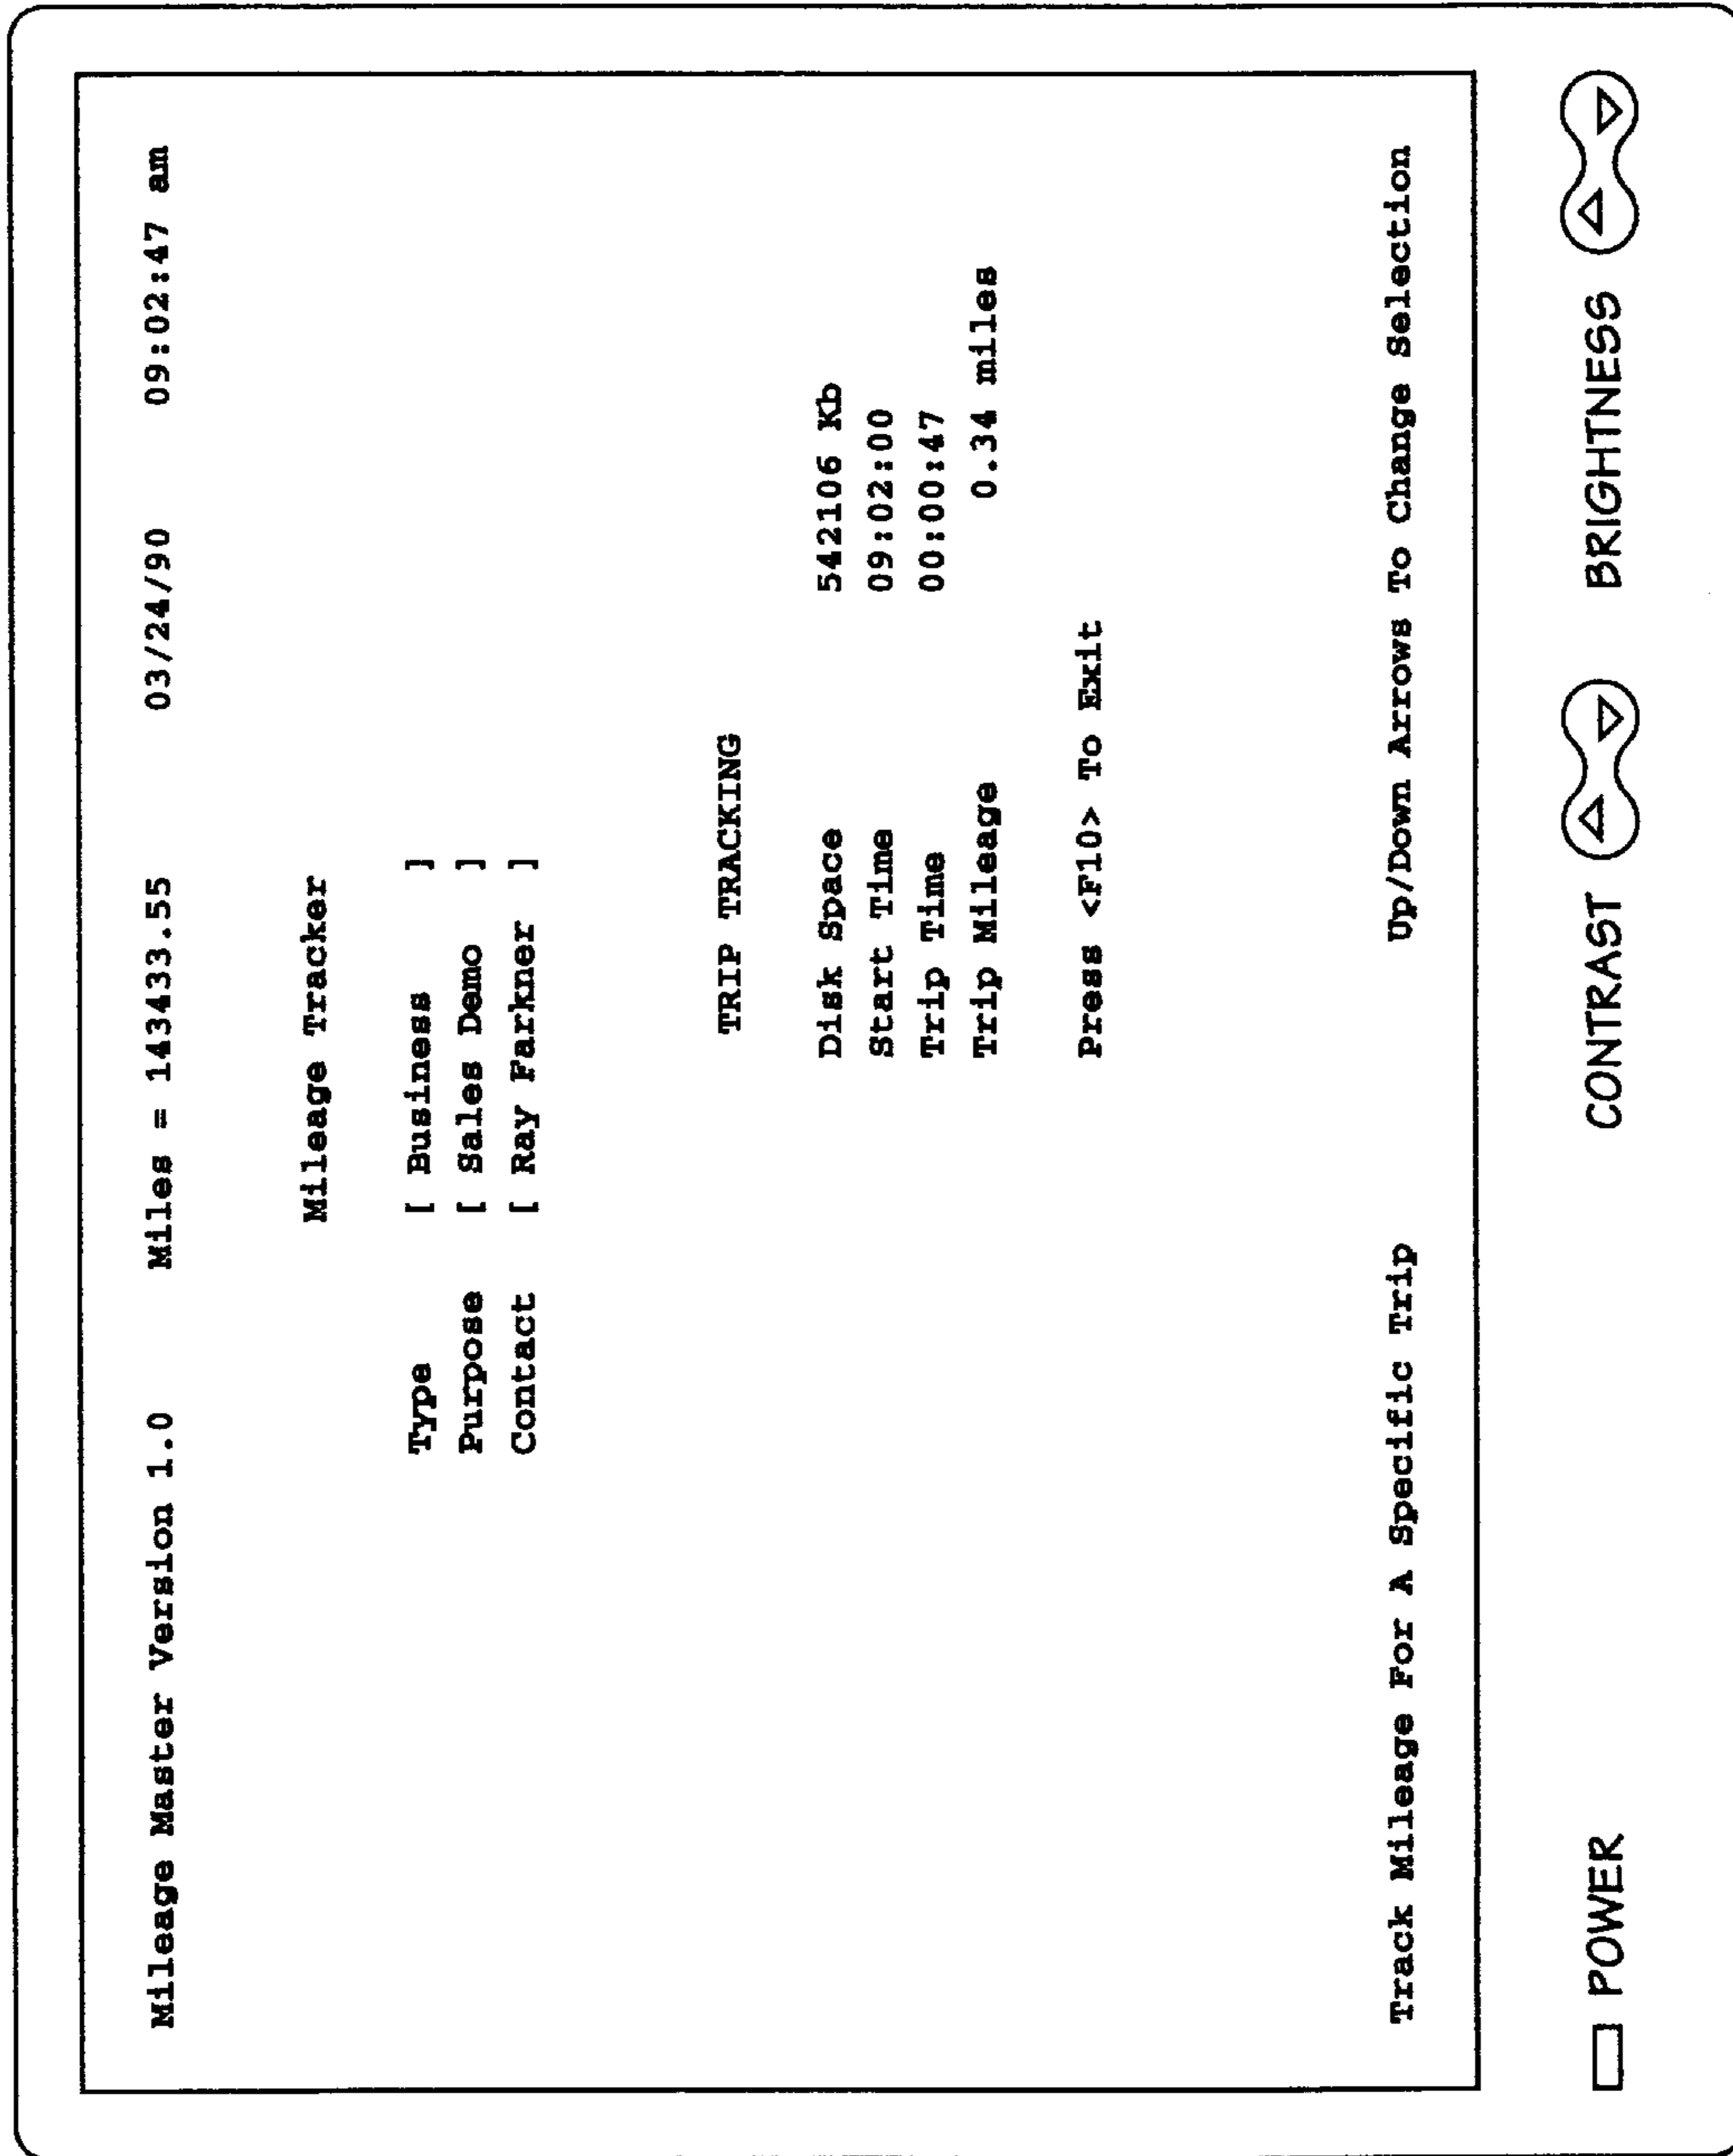 Mileage Master Version 1.0 Miles = 143433.55 03/24/90 09:02:47 am
Mileage Tracker
Type [ Business ]
Purpose [ Sales Demo ]
Contact [ Ray Farkner ]
TRIP TRACKING
Disk Space 542106 Kb
Start Time 09:02:00
Trip Time 00:00:47
Trip Mileage 0.34 miles
Press <F10> To Exit
Track Mileage For A Specific Trip Up/Down Arrows To Change Selection
POWER CONTRAST BRIGHTNESS